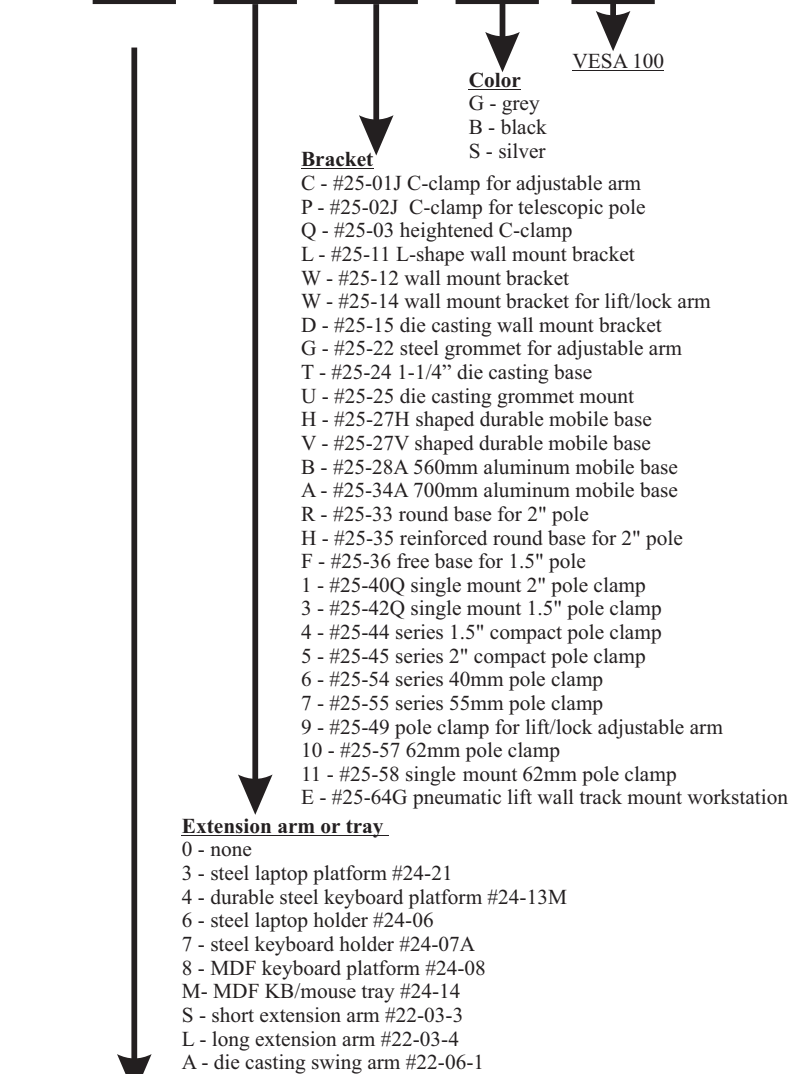 VESA 100
Color
G - grey
B - black
S - silver
Bracket
C - #25-01J C-clamp for adjustable arm
P - #25-02J C-clamp for telescopic pole
Q - #25-03 heightened C-clamp
L - #25-11 L-shape wall mount bracket
W - #25-12 wall mount bracket
W - #25-14 wall mount bracket for lift/lock arm
D - #25-15 die casting wall mount bracket
G - #25-22 steel grommet for adjustable arm
T - #25-24 1-1/4” die casting base
U - #25-25 die casting grommet mount
H - #25-27H shaped durable mobile base
V - #25-27V shaped durable mobile base
B - #25-28A 560mm aluminum mobile base
A - #25-34A 700mm aluminum mobile base
R - #25-33 round base for 2" pole
H - #25-35 reinforced round base for 2" pole
F - #25-36 free base for 1.5" pole
1 - #25-40Q single mount 2" pole clamp
3 - #25-42Q single mount 1.5" pole clamp
4 - #25-44 series 1.5" compact pole clamp
5 - #25-45 series 2" compact pole clamp
6 - #25-54 series 40mm pole clamp
7 - #25-55 series 55mm pole clamp
9 - #25-49 pole clamp for lift/lock adjustable arm
10 - #25-57 62mm pole clamp
11 - #25-58 single mount 62mm pole clamp
E - #25-64G pneumatic lift wall track mount workstation
Extension arm or tray
0 - none
3 - steel laptop platform #24-21
4 - durable steel keyboard platform #24-13M
6 - steel laptop holder #24-06
7 - steel keyboard holder #24-07A
8 - MDF keyboard platform #24-08
M- MDF KB/mouse tray #24-14
S - short extension arm #22-03-3
L - long extension arm #22-03-4
A - die casting swing arm #22-06-1